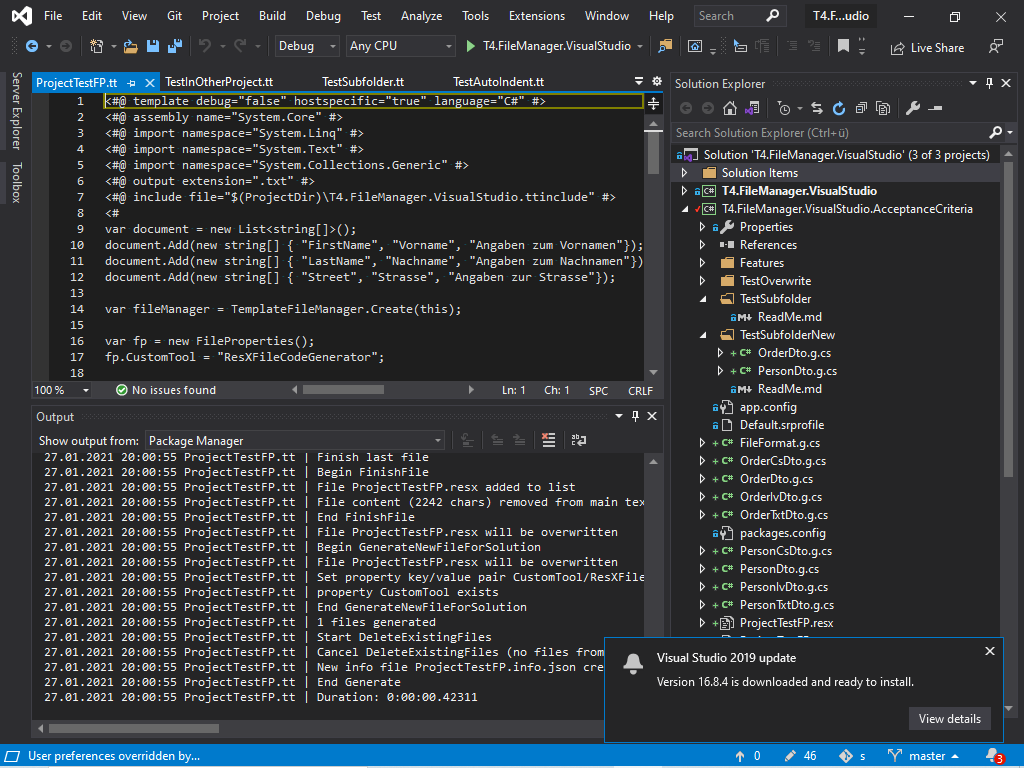 File Edit View Git Project Build Debug Test Analyze Tools Extensions Window Help Search T4.F...udio
Debug Any CPU T4.FileManager.VisualStudio Live Share
Server Explorer
Toolbox
ProjectTestFP.tt TestInOtherProject.tt TestSubfolder.tt TestAutoIndent.tt
1 <#@ template debug="false" hostspecific="true" language="C#" #>
2 <#@ assembly name="System.Core" #>
3 <#@ import namespace="System.Linq" #>
4 <#@ import namespace="System.Text" #>
5 <#@ import namespace="System.Collections.Generic" #>
6 <#@ output extension=".txt" #>
7 <#@ include file="$(ProjectDir)\T4.FileManager.VisualStudio.ttinclude" #>
8 <#
9 var document = new List<string[]>();
10 document.Add(new string[] { "FirstName", "Vorname", "Angaben zum Vornamen"});
11 document.Add(new string[] { "LastName", "Nachname", "Angaben zum Nachnamen"})
12 document.Add(new string[] { "Street", "Strasse", "Angaben zur Strasse"});
13
14 var fileManager = TemplateFileManager.Create(this);
15
16 var fp = new FileProperties();
17 fp.CustomTool = "ResXFileCodeGenerator";
18
100 % No issues found Ln: 1 Ch: 1 SPC CRLF
Output
Show output from: Package Manager
27.01.2021 20:00:55 ProjectTestFP.tt | Finish last file
27.01.2021 20:00:55 ProjectTestFP.tt | Begin FinishFile
27.01.2021 20:00:55 ProjectTestFP.tt | File ProjectTestFP.resx added to list
27.01.2021 20:00:55 ProjectTestFP.tt | File content (2242 chars) removed from main tex
27.01.2021 20:00:55 ProjectTestFP.tt | End FinishFile
27.01.2021 20:00:55 ProjectTestFP.tt | File ProjectTestFP.resx will be overwritten
27.01.2021 20:00:55 ProjectTestFP.tt | Begin GenerateNewFileForSolution
27.01.2021 20:00:55 ProjectTestFP.tt | File ProjectTestFP.resx will be overwritten
27.01.2021 20:00:55 ProjectTestFP.tt | Set property key/value pair CustomTool/ResXFile
27.01.2021 20:00:55 ProjectTestFP.tt | property CustomTool exists
27.01.2021 20:00:55 ProjectTestFP.tt | End GenerateNewFileForSolution
27.01.2021 20:00:55 ProjectTestFP.tt | 1 files generated
27.01.2021 20:00:55 ProjectTestFP.tt | Start DeleteExistingFiles
27.01.2021 20:00:55 ProjectTestFP.tt | Cancel DeleteExistingFiles (no files from
27.01.2021 20:00:55 ProjectTestFP.tt | New info file ProjectTestFP.info.json cre
27.01.2021 20:00:55 ProjectTestFP.tt | End Generate
27.01.2021 20:00:55 ProjectTestFP.tt | Duration: 0:00:00.42311
Solution Explorer
Search Solution Explorer (Ctrl+ü)
Solution 'T4.FileManager.VisualStudio' (3 of 3 projects)
Solution Items
C# T4.FileManager.VisualStudio
C# T4.FileManager.VisualStudio.AcceptanceCriteria
Properties
References
Features
TestOverwrite
TestSubfolder
M↓ ReadMe.md
TestSubfolderNew
+ C# OrderDto.g.cs
+ C# PersonDto.g.cs
M↓ ReadMe.md
app.config
Default.srprofile
+ C# FileFormat.g.cs
+ C# OrderCsDto.g.cs
+ C# OrderDto.g.cs
+ C# OrderIvDto.g.cs
+ C# OrderTxtDto.g.cs
packages.config
+ C# PersonCsDto.g.cs
+ C# PersonDto.g.cs
+ C# PersonIvDto.g.cs
+ C# PersonTxtDto.g.cs
+ ProjectTestFP.resx
Visual Studio 2019 update
Version 16.8.4 is downloaded and ready to install.
View details
User preferences overridden by... 0 46 s master 3